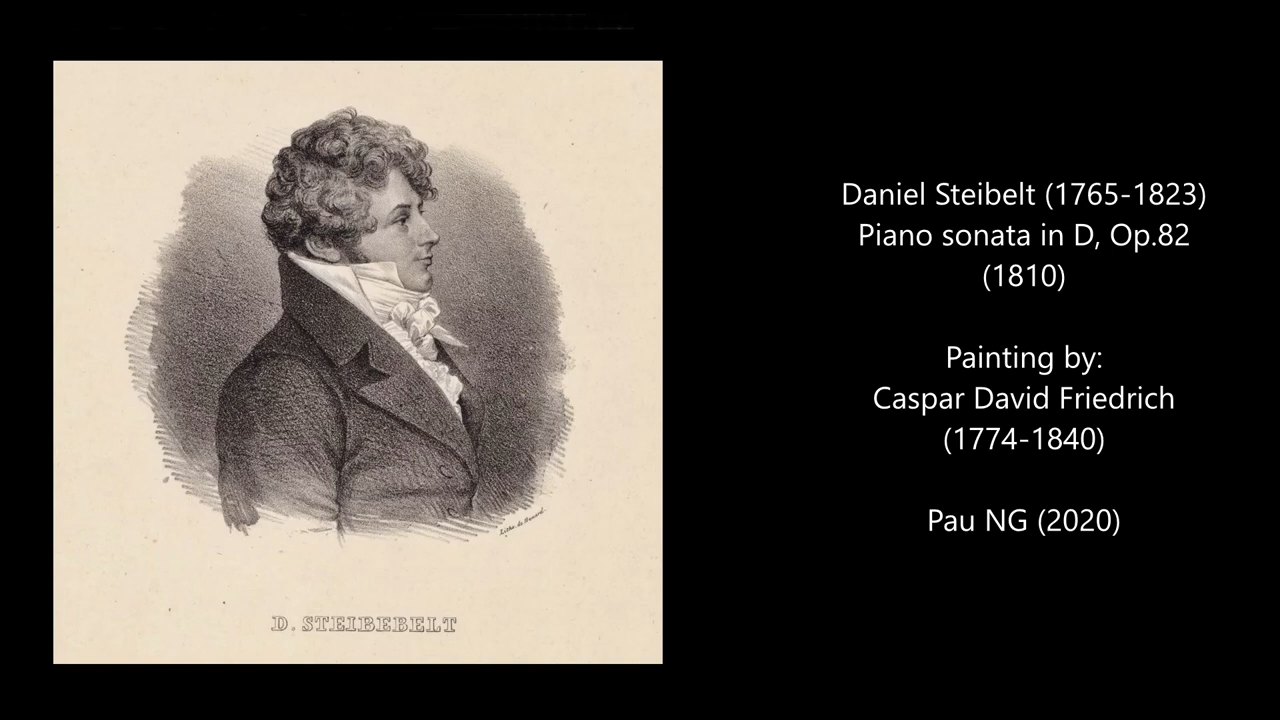 Daniel Steibelt (1765-1823)
Piano sonata in D, Op.82
(1810)
Painting by:
Caspar David Friedrich
(1774-1840)
Pau NG (2020)
D. STEIBEBELT